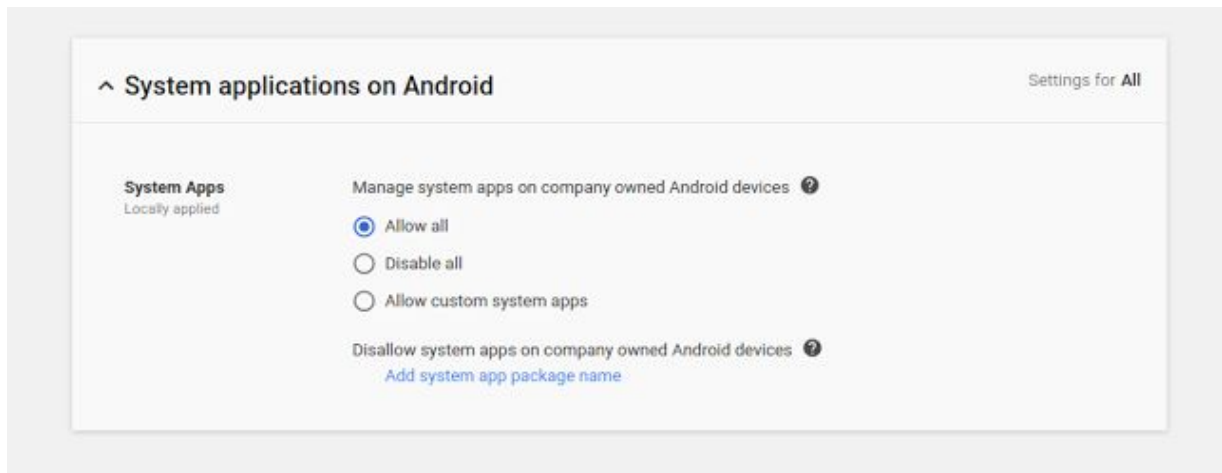 System applications on Android
Settings for All
System Apps
Locally applied
Manage system apps on company owned Android devices ?
Allow all
Disable all
Allow custom system apps
Disallow system apps on company owned Android devices ?
Add system app package name